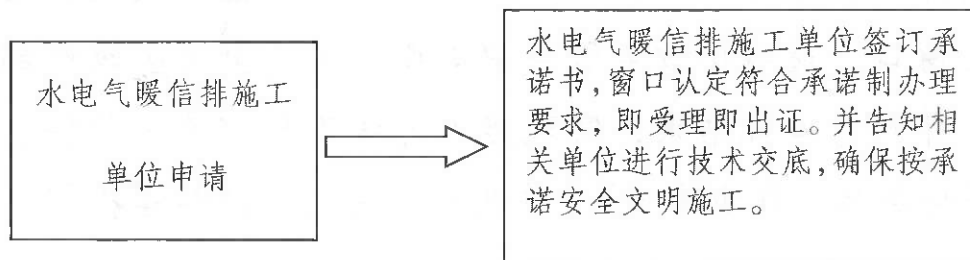 水电气暖信排施工
单位申请
水电气暖信排施工单位签订承
诺书,窗口认定符合承诺制办理
要求,即受理即出证。并告知相
关单位进行技术交底,确保按承
诺安全文明施工。